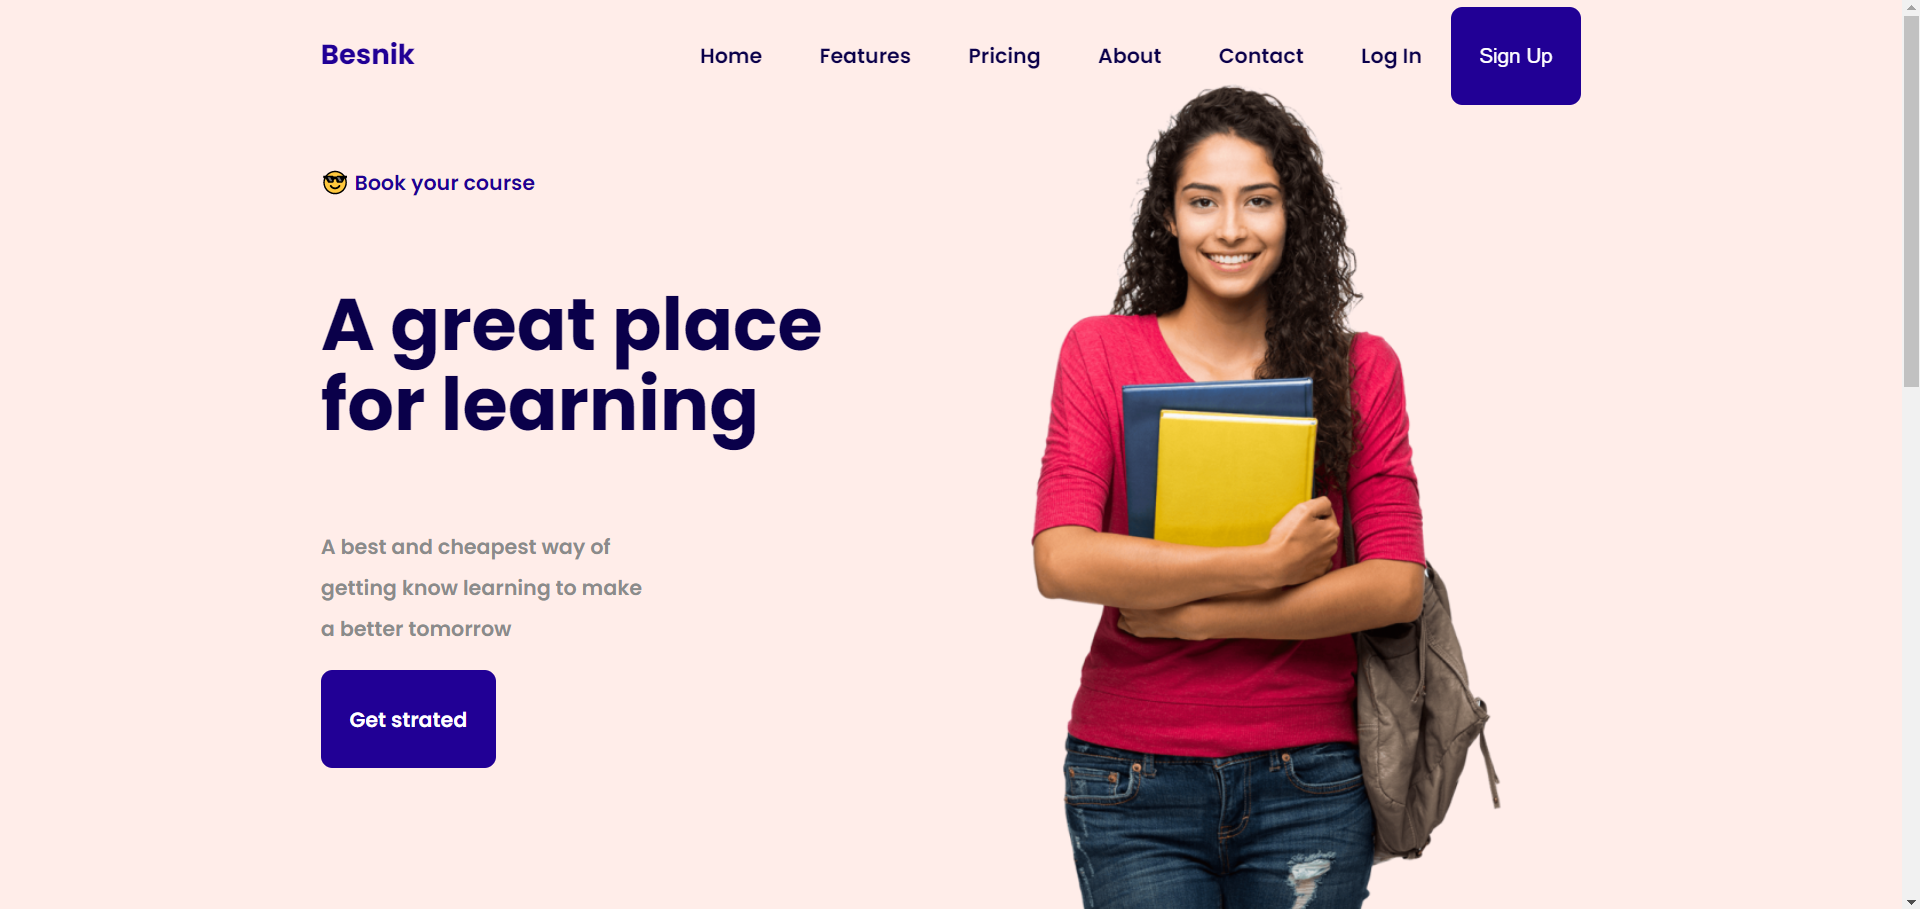 Besnik
Home Features Pricing About Contact Log In Sign Up
😎 Book your course
A great place
for learning
A best and cheapest way of
getting know learning to make
a better tomorrow
Get strated